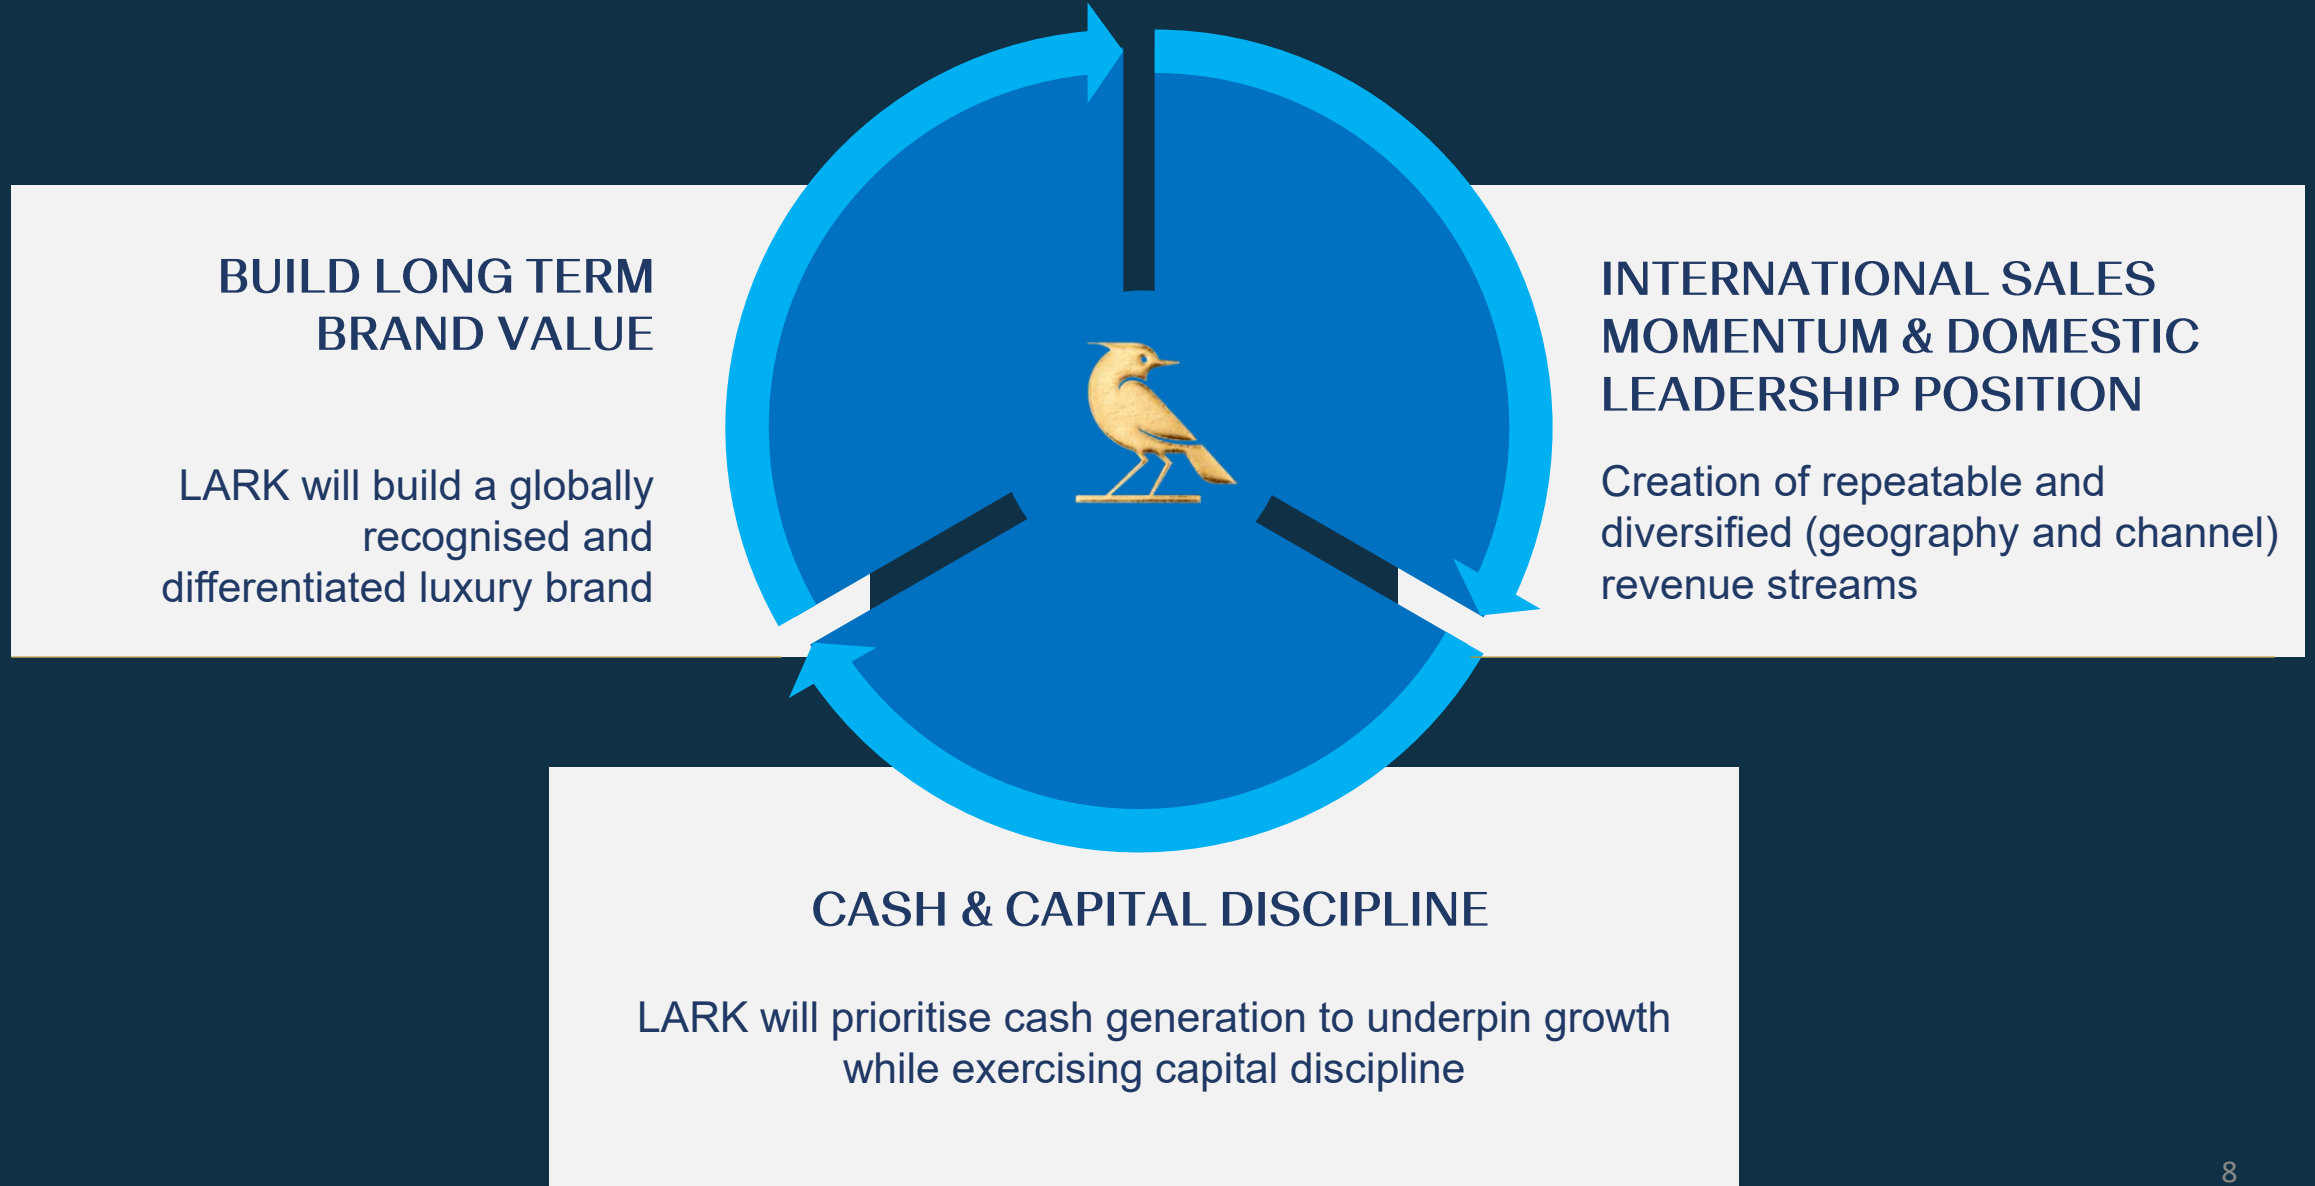 BUILD LONG TERM
BRAND VALUE
LARK will build a globally
recognised and
differentiated luxury brand
INTERNATIONAL SALES
MOMENTUM & DOMESTIC
LEADERSHIP POSITION
Creation of repeatable and
diversified (geography and channel)
revenue streams
CASH & CAPITAL DISCIPLINE
LARK will prioritise cash generation to underpin growth
while exercising capital discipline
8